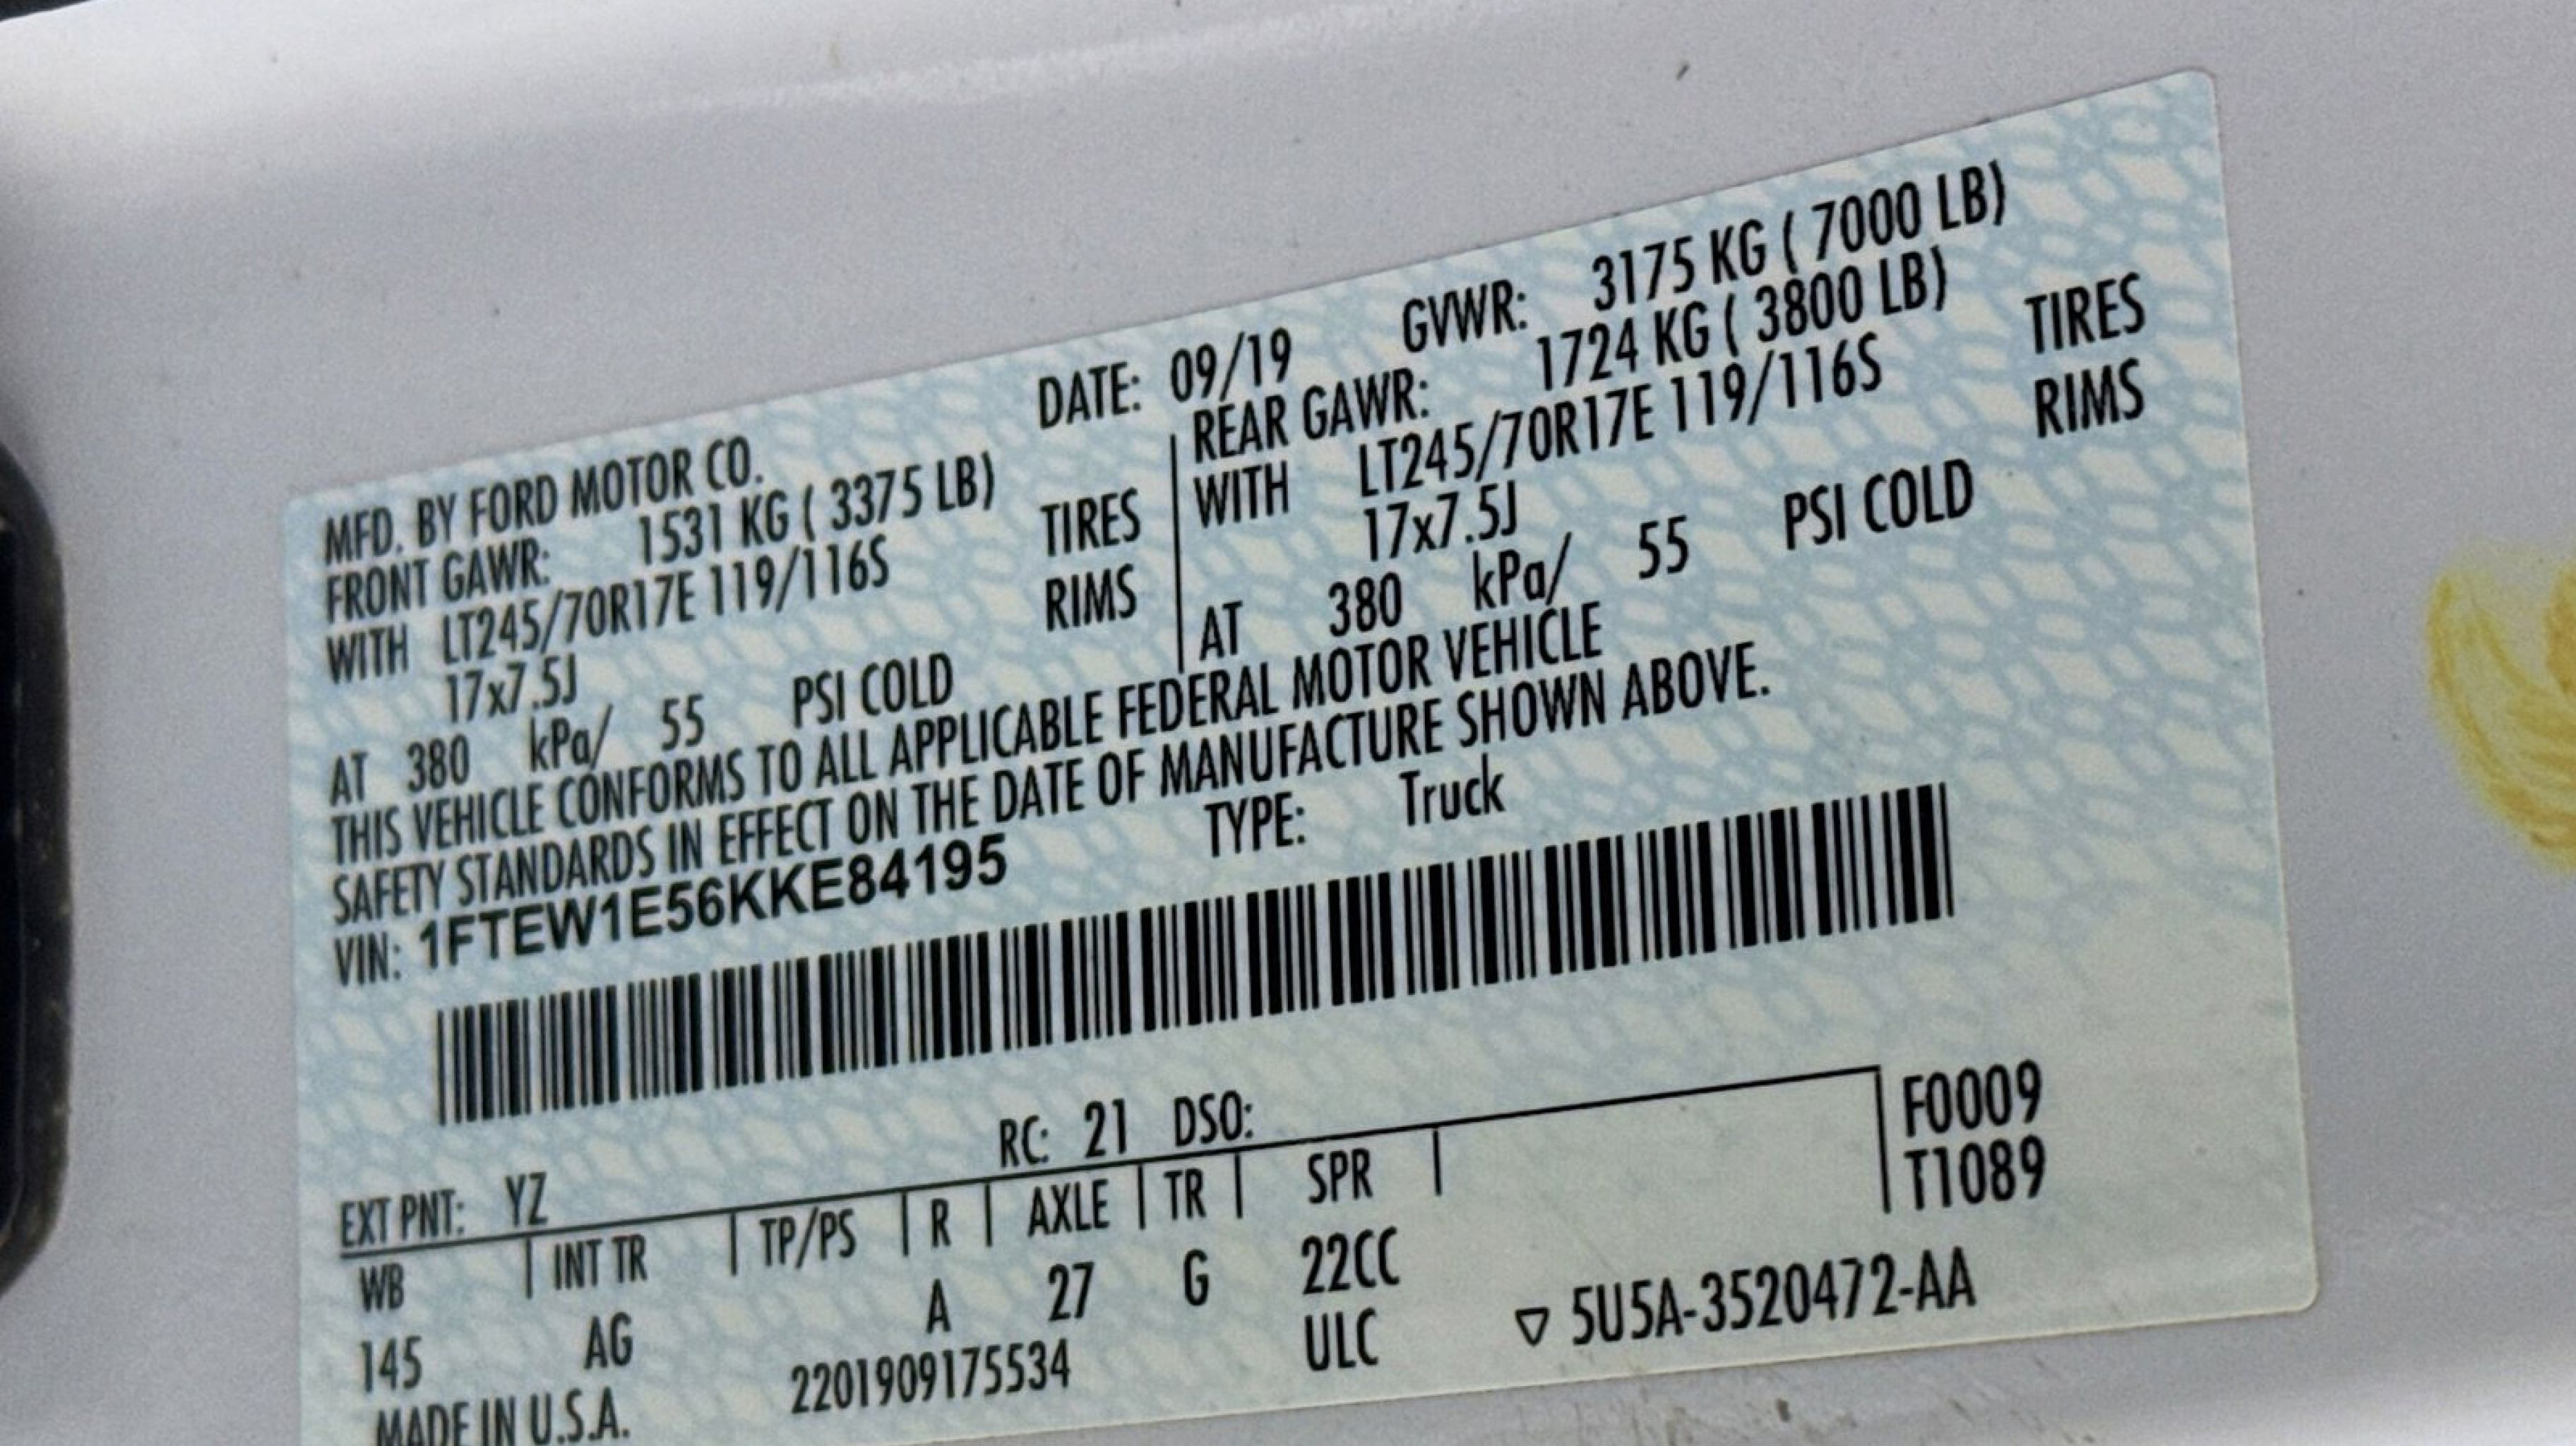 MFD. BY FORD MOTOR CO. DATE: 09/19 GVWR: 3175 KG ( 7000 LB)
FRONT GAWR: 1531 KG ( 3375 LB) REAR GAWR: 1724 KG ( 3800 LB)
WITH LT245/70R17E 119/116S TIRES WITH LT245/70R17E 119/116S TIRES
17x7.5J RIMS 17x7.5J RIMS
AT 380 kPa/ 55 PSI COLD AT 380 kPa/ 55 PSI COLD
THIS VEHICLE CONFORMS TO ALL APPLICABLE FEDERAL MOTOR VEHICLE
SAFETY STANDARDS IN EFFECT ON THE DATE OF MANUFACTURE SHOWN ABOVE.
VIN: 1FTEW1E56KKE84195 TYPE: Truck
EXT PNT: YZ RC: 21 DSO: F0009
WB INT TR TP/PS R AXLE TR SPR T1089
145 AG A 27 G 22CC
MADE IN U.S.A. 2201909175534 ULC ▽ 5U5A-3520472-AA